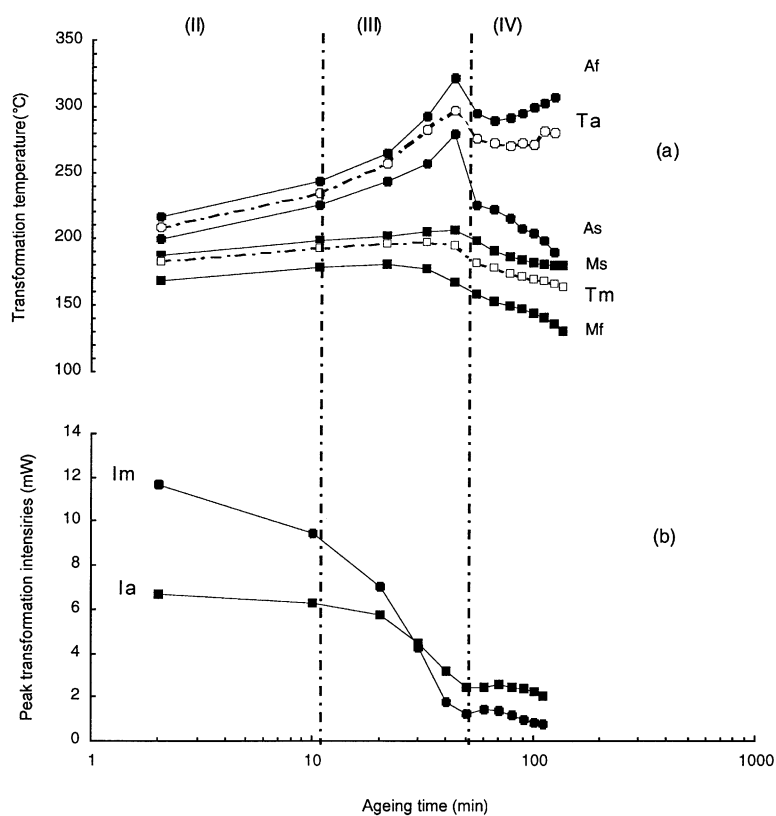 (II) (III) (IV)
350
300
250
200
150
100
Transformation temperature(°C)
Af
Ta
(a)
As
Ms
Tm
Mf
14
12
10
8
6
4
2
0
Peak transformation intensiries (mW)
Im
Ia
(b)
1 10 100 1000
Ageing time (min)